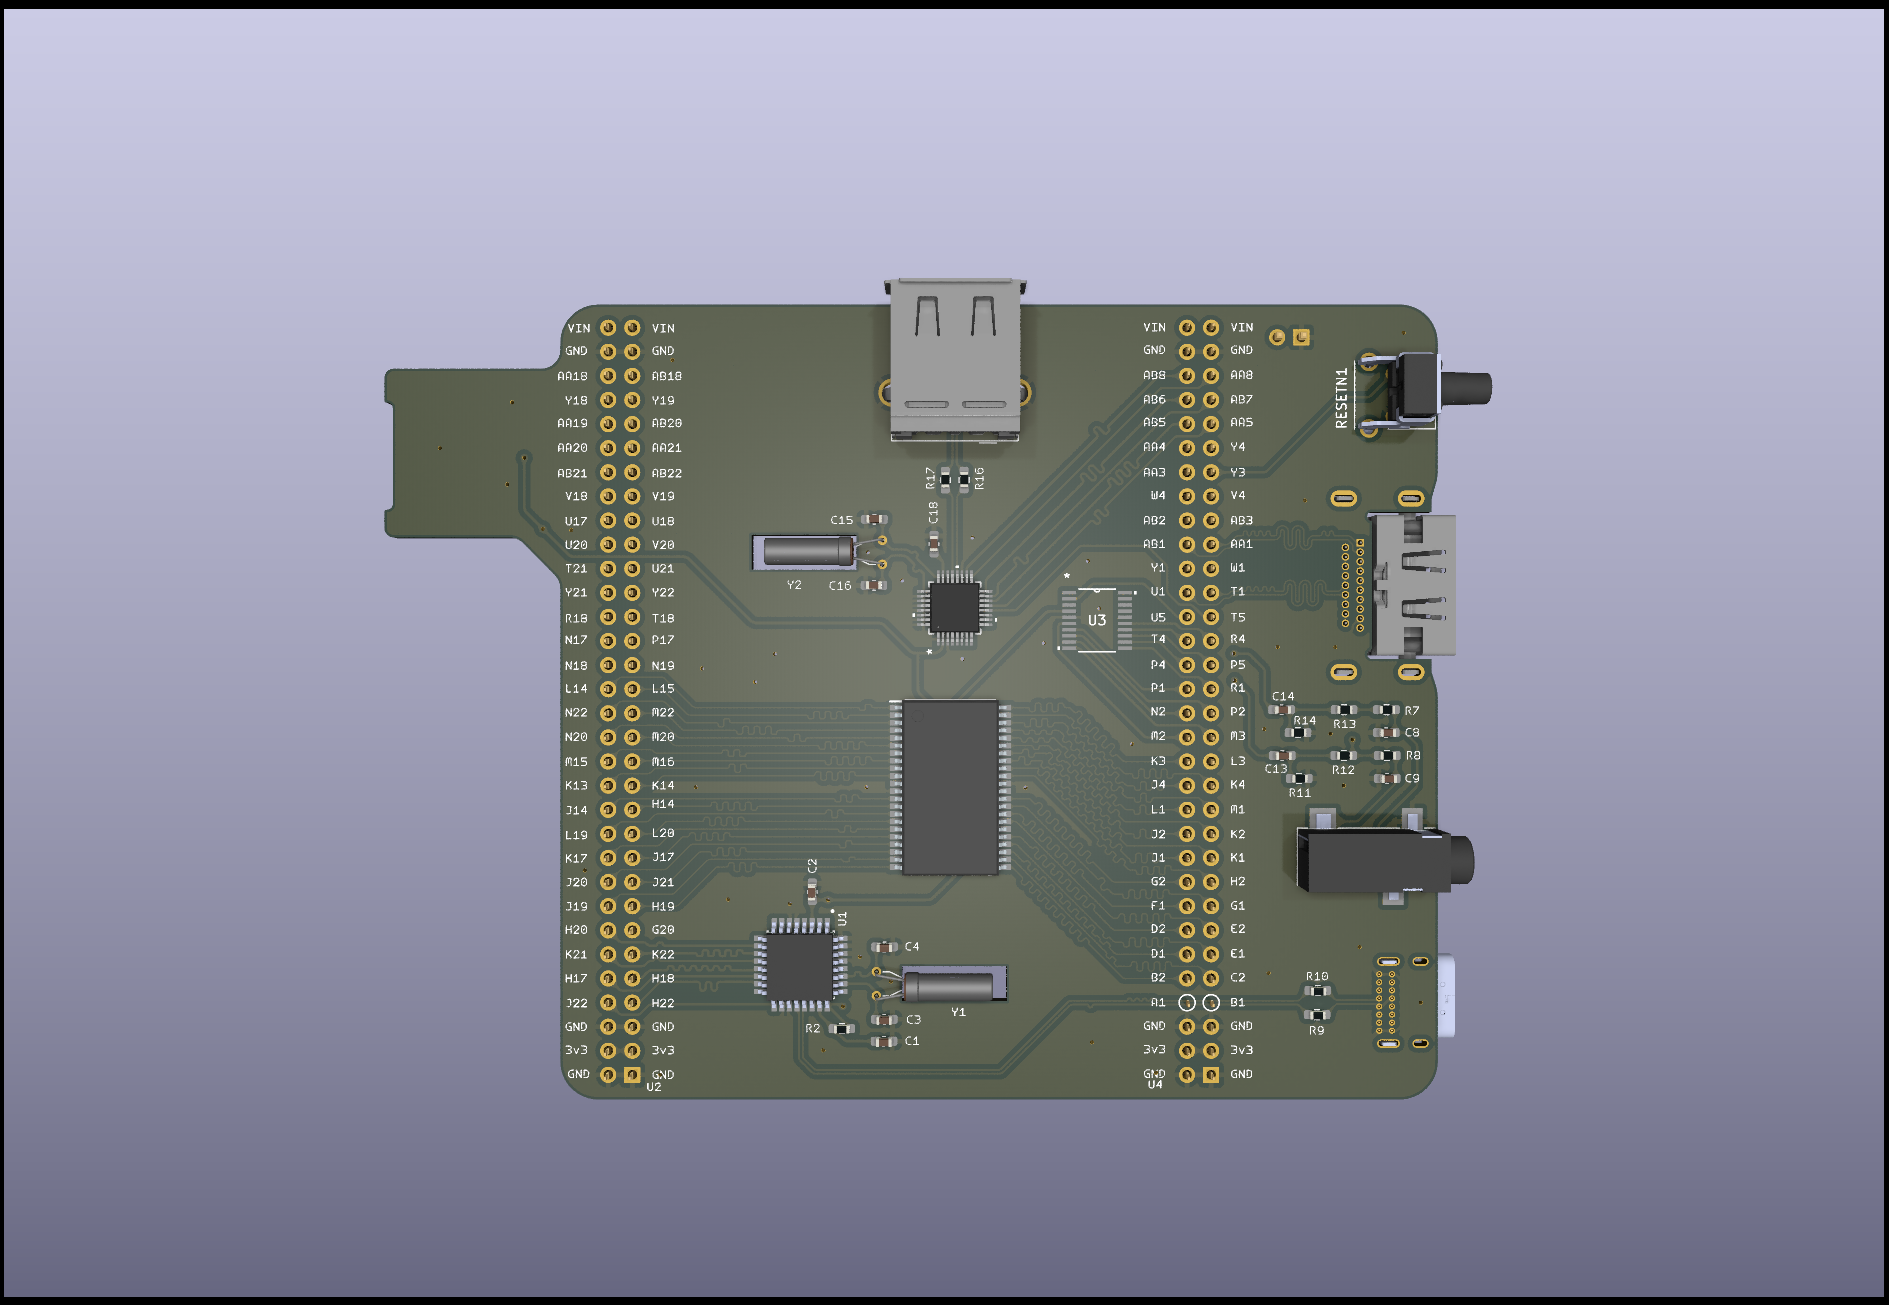 VIN VIN VIN VIN
GND GND GND GND
AA18 AB18 AB8 AA8
Y18 Y19 AB6 AB7
RESETN1
AA19 AB20 AB5 AA5
AA20 AA21 AA4 Y4
AB21 AB22 AA3 Y3
R17 R16
V18 V19 W4 V4
U17 U18 C15 C18 AB2 AB3
U20 V20 AB1 AA1
T21 U21 Y1 W1
*
Y21 Y22 Y2 C16 U1 T1
R18 T18 U3 U5 T5
N17 P17 T4 R4
*
N18 N19 P4 P5
L14 L15 P1 R1
C14
N22 M22 N2 P2 R7
R14 R13
N20 M20 M2 M3 C8
M15 M16 K3 L3 R8
C13 R12
K13 K14 J4 K4 C9
R11
J14 H14 L1 M1
L19 L20 J2 K2
K17 J17 J1 K1
C2
J20 J21 G2 H2
J19 H19 F1 G1
U1
H20 G20 D2 E2
K21 K22 C4 D1 E1
H17 H18 B2 C2
R10
J22 H22 Y1 A1 B1
GND GND R2 C3 GND GND R9
3v3 3v3 C1 3v3 3v3
GND GND GND GND
U2 U4